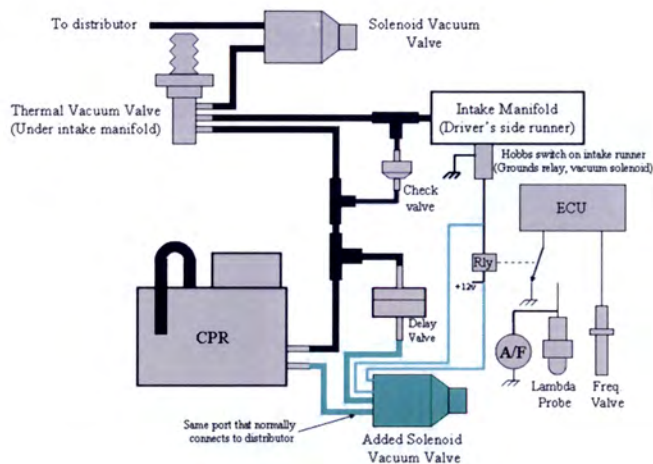 To distributor
Solenoid Vacuum
Valve
Thermal Vacuum Valve
(Under intake manifold)
Intake Manifold
(Driver's side runner)
Hobbs switch on intake runner
(Grounds relay, vacuum solenoid)
Check
valve
ECU
Rly
+12v
CPR
Delay
Valve
A/F
Lambda
Probe
Freq.
Valve
Same port that normally
connects to distributor
Added Solenoid
Vacuum Valve